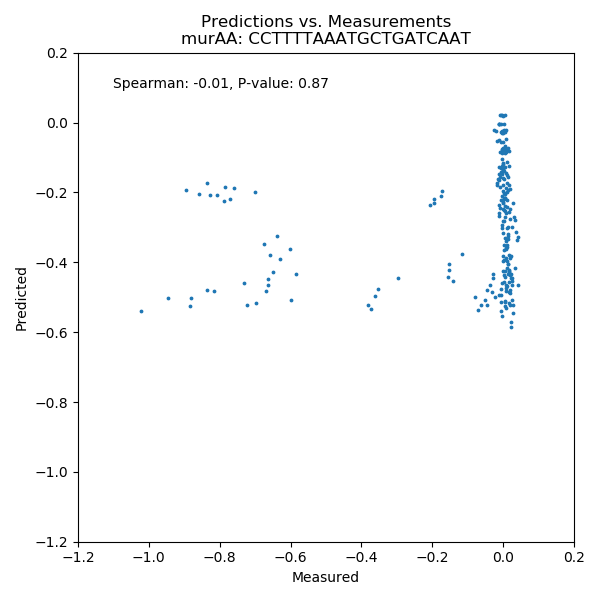 Predictions vs. Measurements
murAA: CCTTTTAAATGCTGATCAAT
Spearman: -0.01, P-value: 0.87
0.2
0.0
−0.2
−0.4
−0.6
−0.8
−1.0
−1.2
Predicted
−1.2 −1.0 −0.8 −0.6 −0.4 −0.2 0.0 0.2
Measured